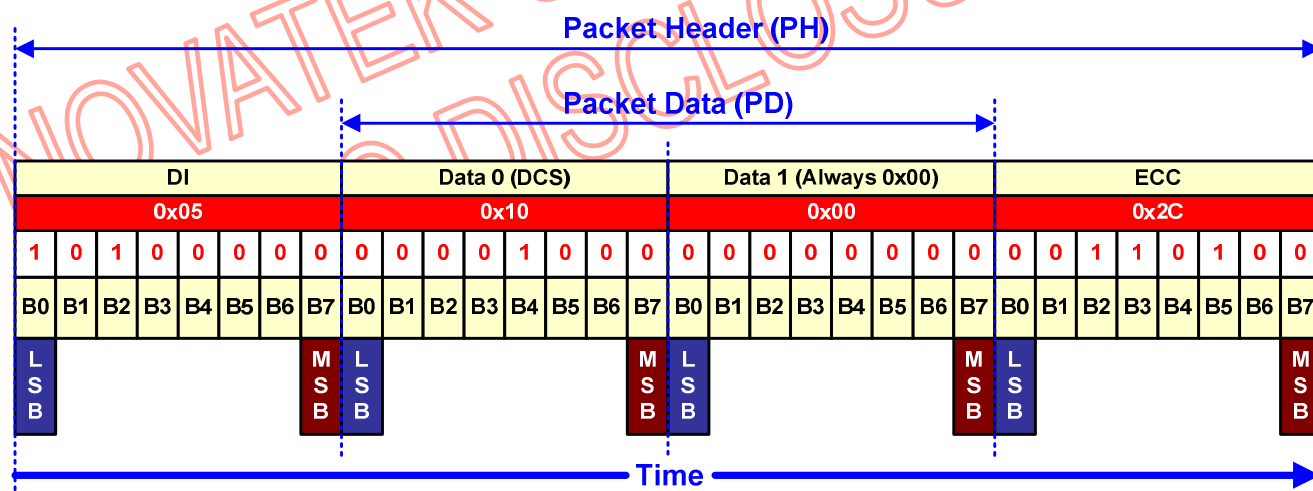 Packet Header (PH)
Packet Data (PD)
NOVATEK
DISCLOS
DI Data 0 (DCS) Data 1 (Always 0x00) ECC
0x05 0x10 0x00 0x2C
1 0 1 0 0 0 0 0 0 0 0 0 1 0 0 0 0 0 0 0 0 0 0 0 0 0 1 1 0 1 0 0
B0 B1 B2 B3 B4 B5 B6 B7 B0 B1 B2 B3 B4 B5 B6 B7 B0 B1 B2 B3 B4 B5 B6 B7 B0 B1 B2 B3 B4 B5 B6 B7
LSB MSB LSB MSB LSB MSB LSB MSB
Time